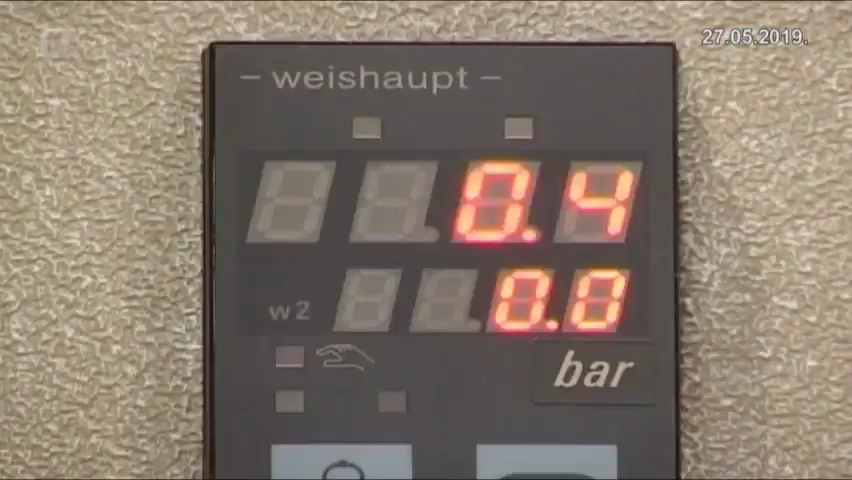 27.05.2019.
– weishaupt –
0.4
w2 0.0
bar